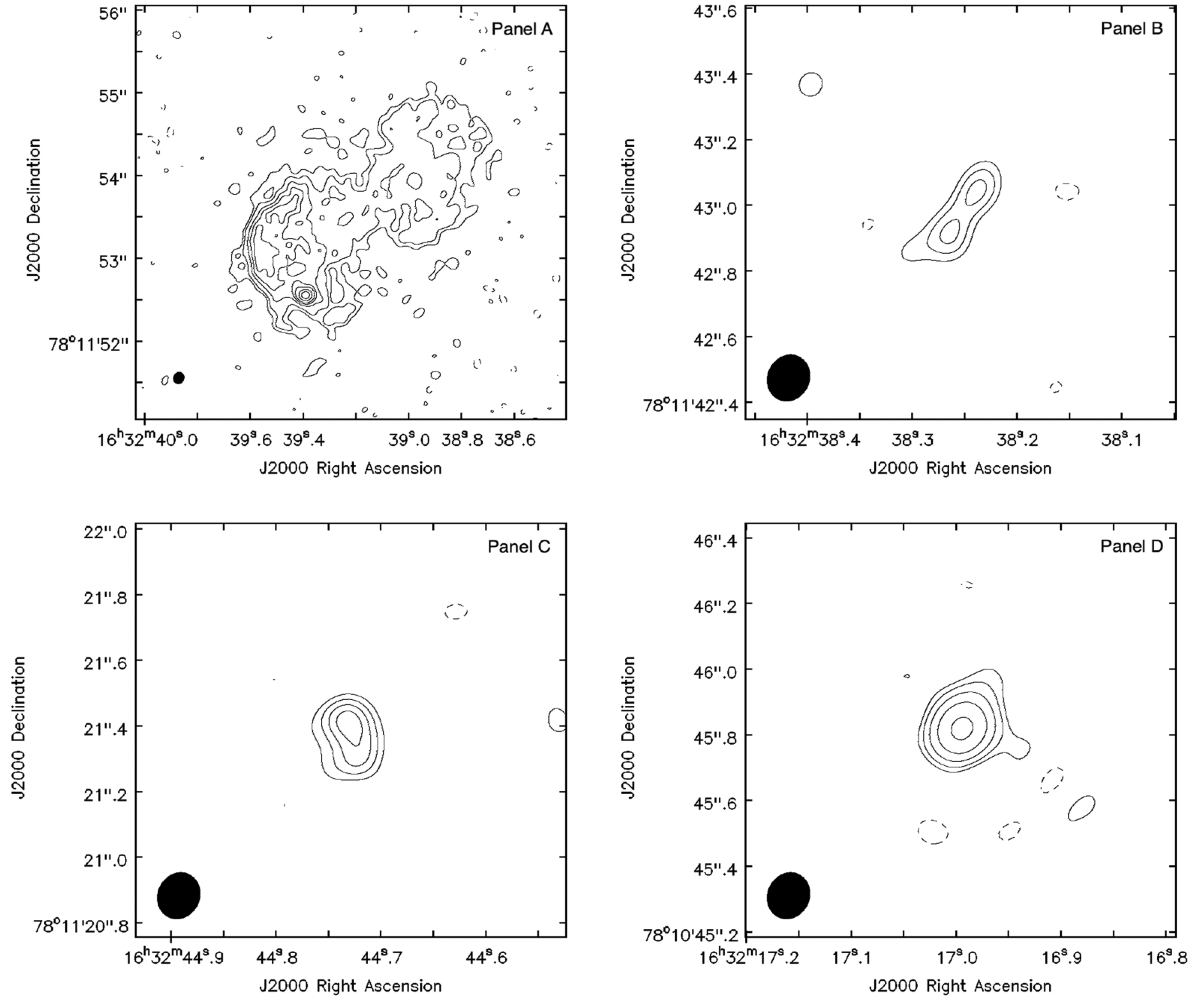 Panel A
56"
55"
54"
53"
78°11'52"
J2000 Declination
16ʰ32ᵐ40ˢ.0 39ˢ.6 39ˢ.4 39ˢ.0 38ˢ.8 38ˢ.6
J2000 Right Ascension
Panel B
43".6
43".4
43".2
43".0
42".8
42".6
78°11'42".4
J2000 Declination
16ʰ32ᵐ38ˢ.4 38ˢ.3 38ˢ.2 38ˢ.1
J2000 Right Ascension
Panel C
22".0
21".8
21".6
21".4
21".2
21".0
78°11'20".8
J2000 Declination
16ʰ32ᵐ44ˢ.9 44ˢ.8 44ˢ.7 44ˢ.6
J2000 Right Ascension
Panel D
46".4
46".2
46".0
45".8
45".6
45".4
78°10'45".2
J2000 Declination
16ʰ32ᵐ17ˢ.2 17ˢ.1 17ˢ.0 16ˢ.9 16ˢ.8
J2000 Right Ascension